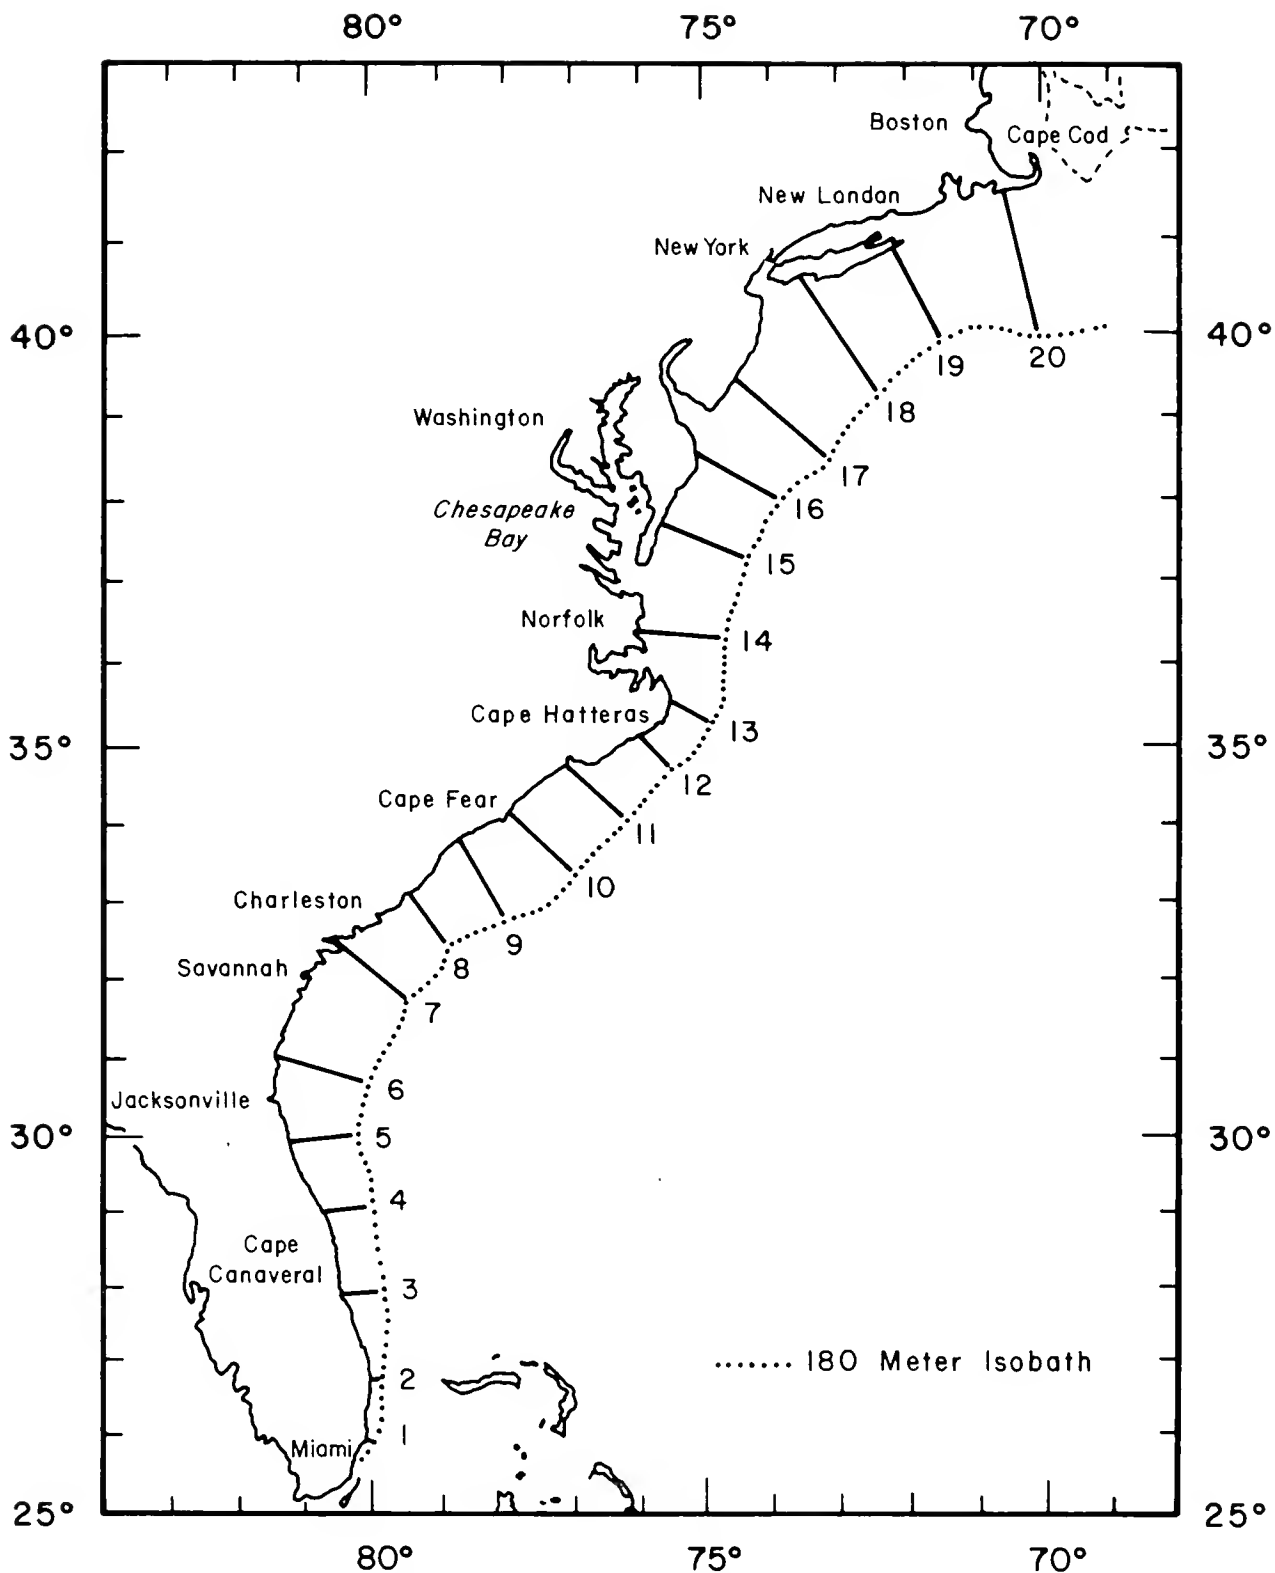 80° 75° 70°
Boston
Cape Cod
New London
New York
40° 40°
20
19
18
Washington
17
16
Chesapeake
Bay
15
Norfolk
14
Cape Hatteras
13
35° 35°
12
Cape Fear
11
10
Charleston
9
8
Savannah
7
6
Jacksonville
30° 5 30°
4
Cape
Canaveral
3
180 Meter Isobath
2
1
Miami
25° 25°
80° 75° 70°